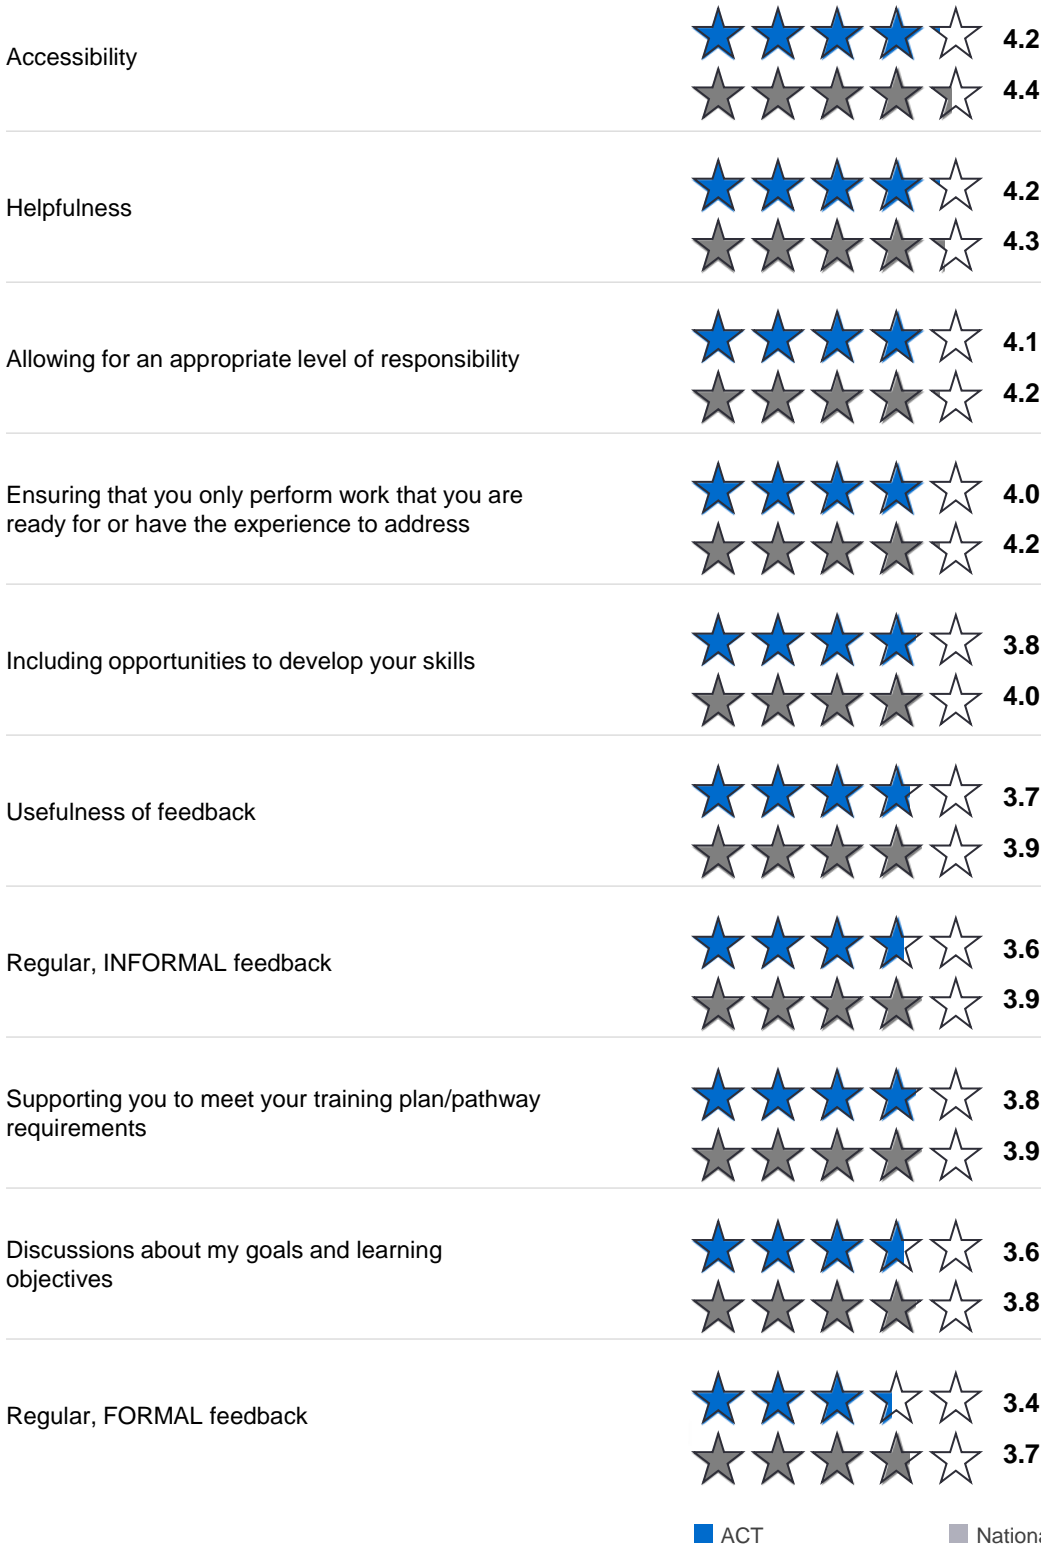 Accessibility
4.2
4.4
Helpfulness
4.2
4.3
Allowing for an appropriate level of responsibility
4.1
4.2
Ensuring that you only perform work that you are
ready for or have the experience to address
4.0
4.2
Including opportunities to develop your skills
3.8
4.0
Usefulness of feedback
3.7
3.9
Regular, INFORMAL feedback
3.6
3.9
Supporting you to meet your training plan/pathway
requirements
3.8
3.9
Discussions about my goals and learning
objectives
3.6
3.8
Regular, FORMAL feedback
3.4
3.7
ACT